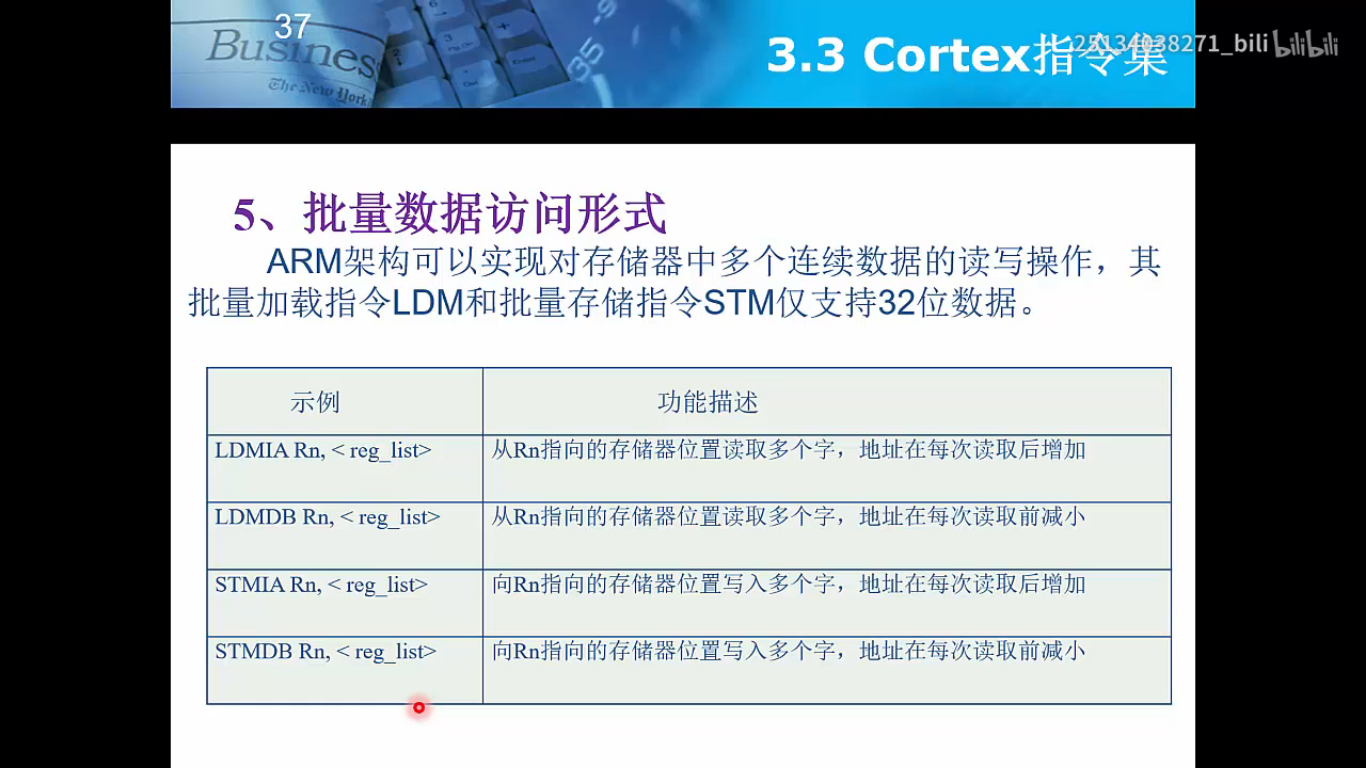 37
Business
The New York
3.3 Cortex指令集
25134038271_bili bilibili
5、批量数据访问形式
ARM架构可以实现对存储器中多个连续数据的读写操作，其
批量加载指令LDM和批量存储指令STM仅支持32位数据。
示例 功能描述
LDMIA Rn, < reg_list> 从Rn指向的存储器位置读取多个字，地址在每次读取后增加
LDMDB Rn, < reg_list> 从Rn指向的存储器位置读取多个字，地址在每次读取前减小
STMIA Rn, < reg_list> 向Rn指向的存储器位置写入多个字，地址在每次读取后增加
STMDB Rn, < reg_list> 向Rn指向的存储器位置写入多个字，地址在每次读取前减小